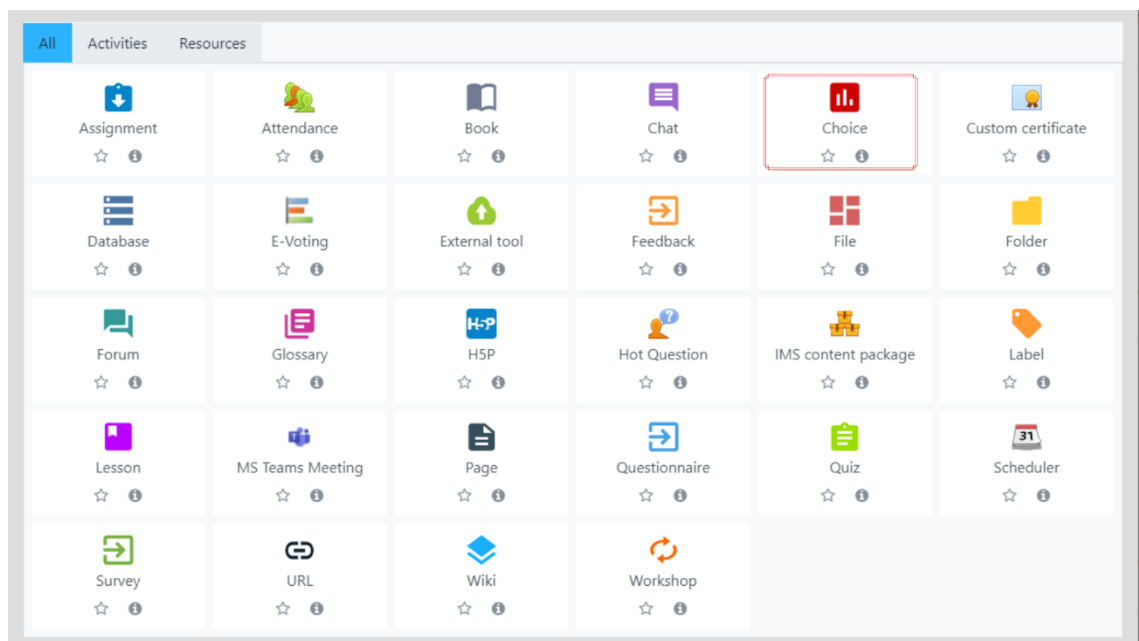 All Activities Resources
Assignment Attendance Book Chat Choice Custom certificate
Database E-Voting External tool Feedback File Folder
H5P
Forum Glossary H5P Hot Question IMS content package Label
31
Lesson MS Teams Meeting Page Questionnaire Quiz Scheduler
Survey URL Wiki Workshop